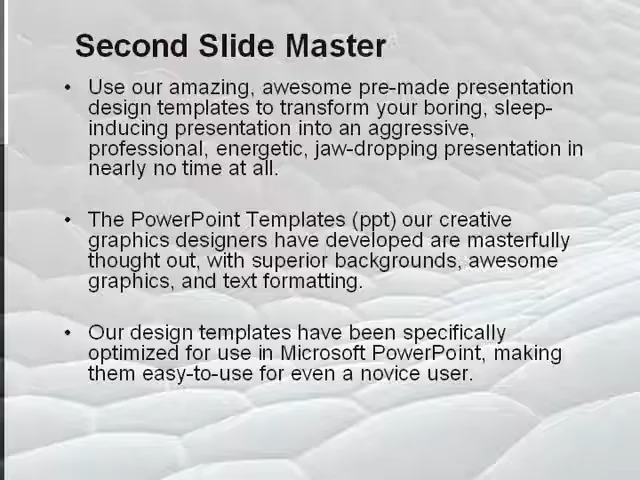 Second Slide Master
• Use our amazing, awesome pre-made presentation
design templates to transform your boring, sleep-
inducing presentation into an aggressive,
professional, energetic, jaw-dropping presentation in
nearly no time at all.
• The PowerPoint Templates (ppt) our creative
graphics designers have developed are masterfully
thought out, with superior backgrounds, awesome
graphics, and text formatting.
• Our design templates have been specifically
optimized for use in Microsoft PowerPoint, making
them easy-to-use for even a novice user.